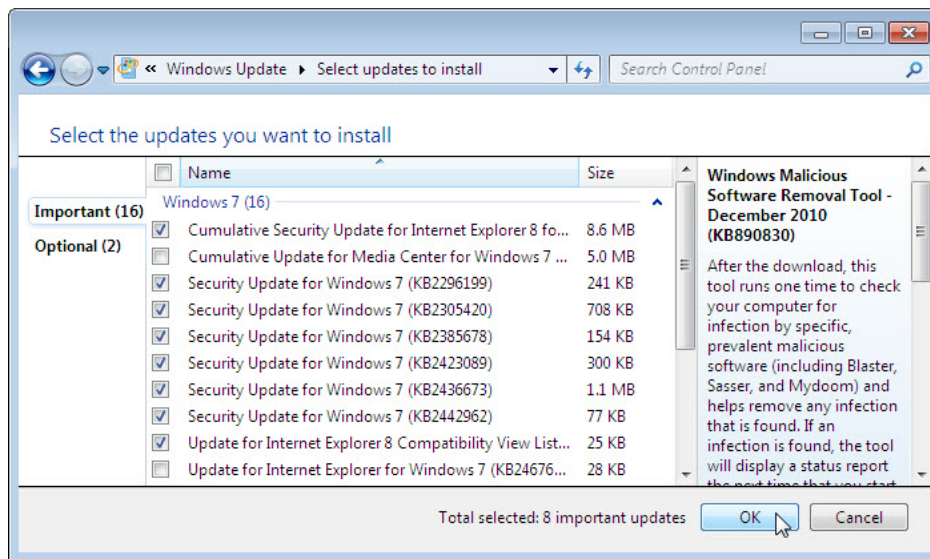 « Windows Update ▸ Select updates to install
Search Control Panel
Select the updates you want to install
Important (16)
Optional (2)
Name Size
Windows 7 (16)
Cumulative Security Update for Internet Explorer 8 fo... 8.6 MB
Cumulative Update for Media Center for Windows 7 ... 5.0 MB
Security Update for Windows 7 (KB2296199) 241 KB
Security Update for Windows 7 (KB2305420) 708 KB
Security Update for Windows 7 (KB2385678) 154 KB
Security Update for Windows 7 (KB2423089) 300 KB
Security Update for Windows 7 (KB2436673) 1.1 MB
Security Update for Windows 7 (KB2442962) 77 KB
Update for Internet Explorer 8 Compatibility View List... 25 KB
Update for Internet Explorer for Windows 7 (KB24676... 28 KB
Windows Malicious
Software Removal Tool -
December 2010
(KB890830)
After the download, this
tool runs one time to check
your computer for
infection by specific,
prevalent malicious
software (including Blaster,
Sasser, and Mydoom) and
helps remove any infection
that is found. If an
infection is found, the tool
will display a status report
the next time that you start
Total selected: 8 important updates
OK
Cancel